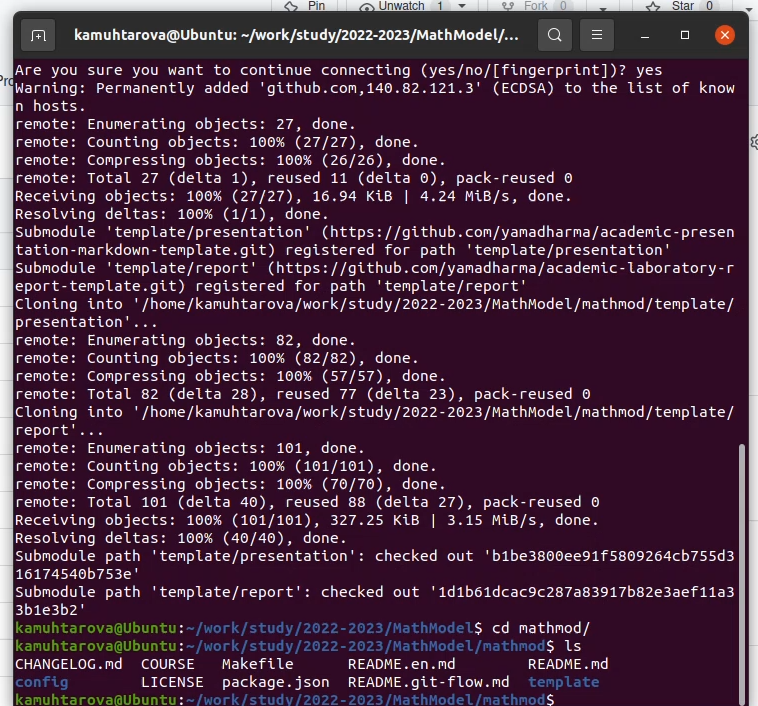 Pin Unwatch 1 Fork 0 Star 0
kamuhtarova@Ubuntu: ~/work/study/2022-2023/MathModel/...
Are you sure you want to continue connecting (yes/no/[fingerprint])? yes
Warning: Permanently added 'github.com,140.82.121.3' (ECDSA) to the list of know
n hosts.
remote: Enumerating objects: 27, done.
remote: Counting objects: 100% (27/27), done.
remote: Compressing objects: 100% (26/26), done.
remote: Total 27 (delta 1), reused 11 (delta 0), pack-reused 0
Receiving objects: 100% (27/27), 16.94 KiB | 4.24 MiB/s, done.
Resolving deltas: 100% (1/1), done.
Submodule 'template/presentation' (https://github.com/yamadharma/academic-presen
tation-markdown-template.git) registered for path 'template/presentation'
Submodule 'template/report' (https://github.com/yamadharma/academic-laboratory-r
eport-template.git) registered for path 'template/report'
Cloning into '/home/kamuhtarova/work/study/2022-2023/MathModel/mathmod/template/
presentation'...
remote: Enumerating objects: 82, done.
remote: Counting objects: 100% (82/82), done.
remote: Compressing objects: 100% (57/57), done.
remote: Total 82 (delta 28), reused 77 (delta 23), pack-reused 0
Cloning into '/home/kamuhtarova/work/study/2022-2023/MathModel/mathmod/template/
report'...
remote: Enumerating objects: 101, done.
remote: Counting objects: 100% (101/101), done.
remote: Compressing objects: 100% (70/70), done.
remote: Total 101 (delta 40), reused 88 (delta 27), pack-reused 0
Receiving objects: 100% (101/101), 327.25 KiB | 3.15 MiB/s, done.
Resolving deltas: 100% (40/40), done.
Submodule path 'template/presentation': checked out 'b1be3800ee91f5809264cb755d3
16174540b753e'
Submodule path 'template/report': checked out '1d1b61dcac9c287a83917b82e3aef11a3
3b1e3b2'
kamuhtarova@Ubuntu:~/work/study/2022-2023/MathModel$ cd mathmod/
kamuhtarova@Ubuntu:~/work/study/2022-2023/MathModel/mathmod$ ls
CHANGELOG.md COURSE Makefile README.en.md README.md
config LICENSE package.json README.git-flow.md template
kamuhtarova@Ubuntu:~/work/study/2022-2023/MathModel/mathmod$